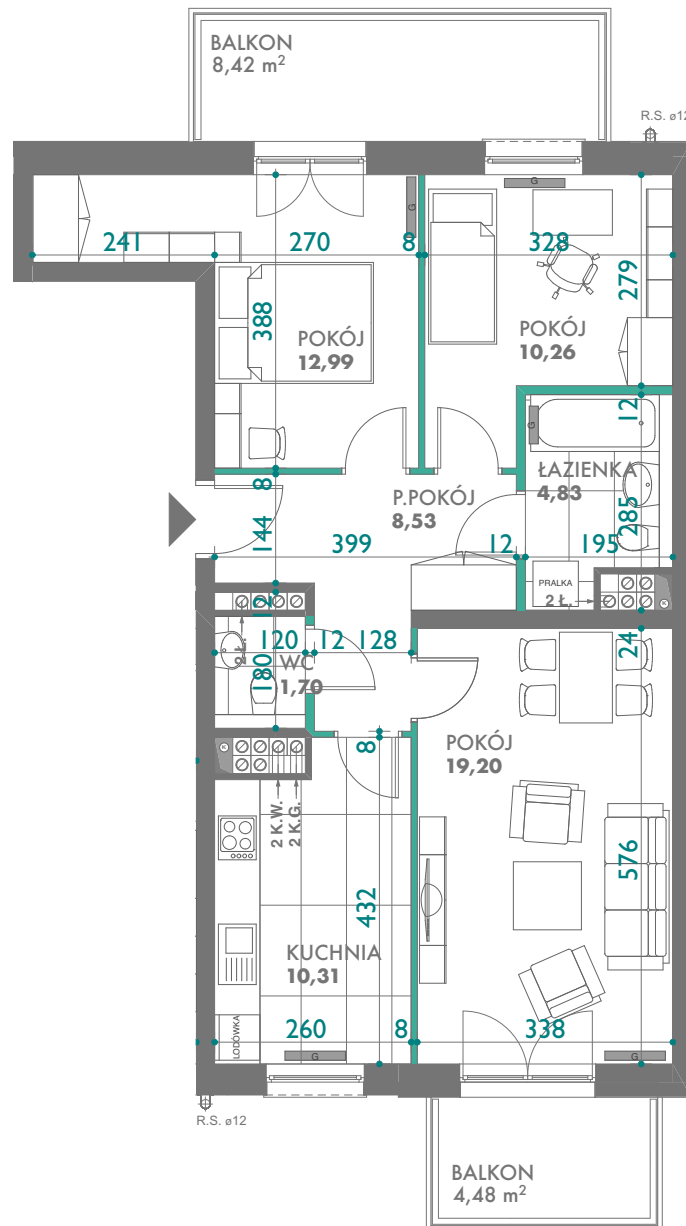 BALKON
8,42 m²
R.S. ø12
G
G
241
270
8
328
279
388
POKÓJ
12,99
POKÓJ
10,26
12
G
ŁAZIENKA
4,83
8
P.POKÓJ
8,53
285
144
399
12
195
PRALKA
2 Ł.
12
2 Ł.
120
12
128
24
WC
1,70
180
POKÓJ
19,20
8
2 K.W.
2 K.G.
576
432
KUCHNIA
10,31
LODÓWKA
260
8
338
G
G
R.S. ø12
BALKON
4,48 m²